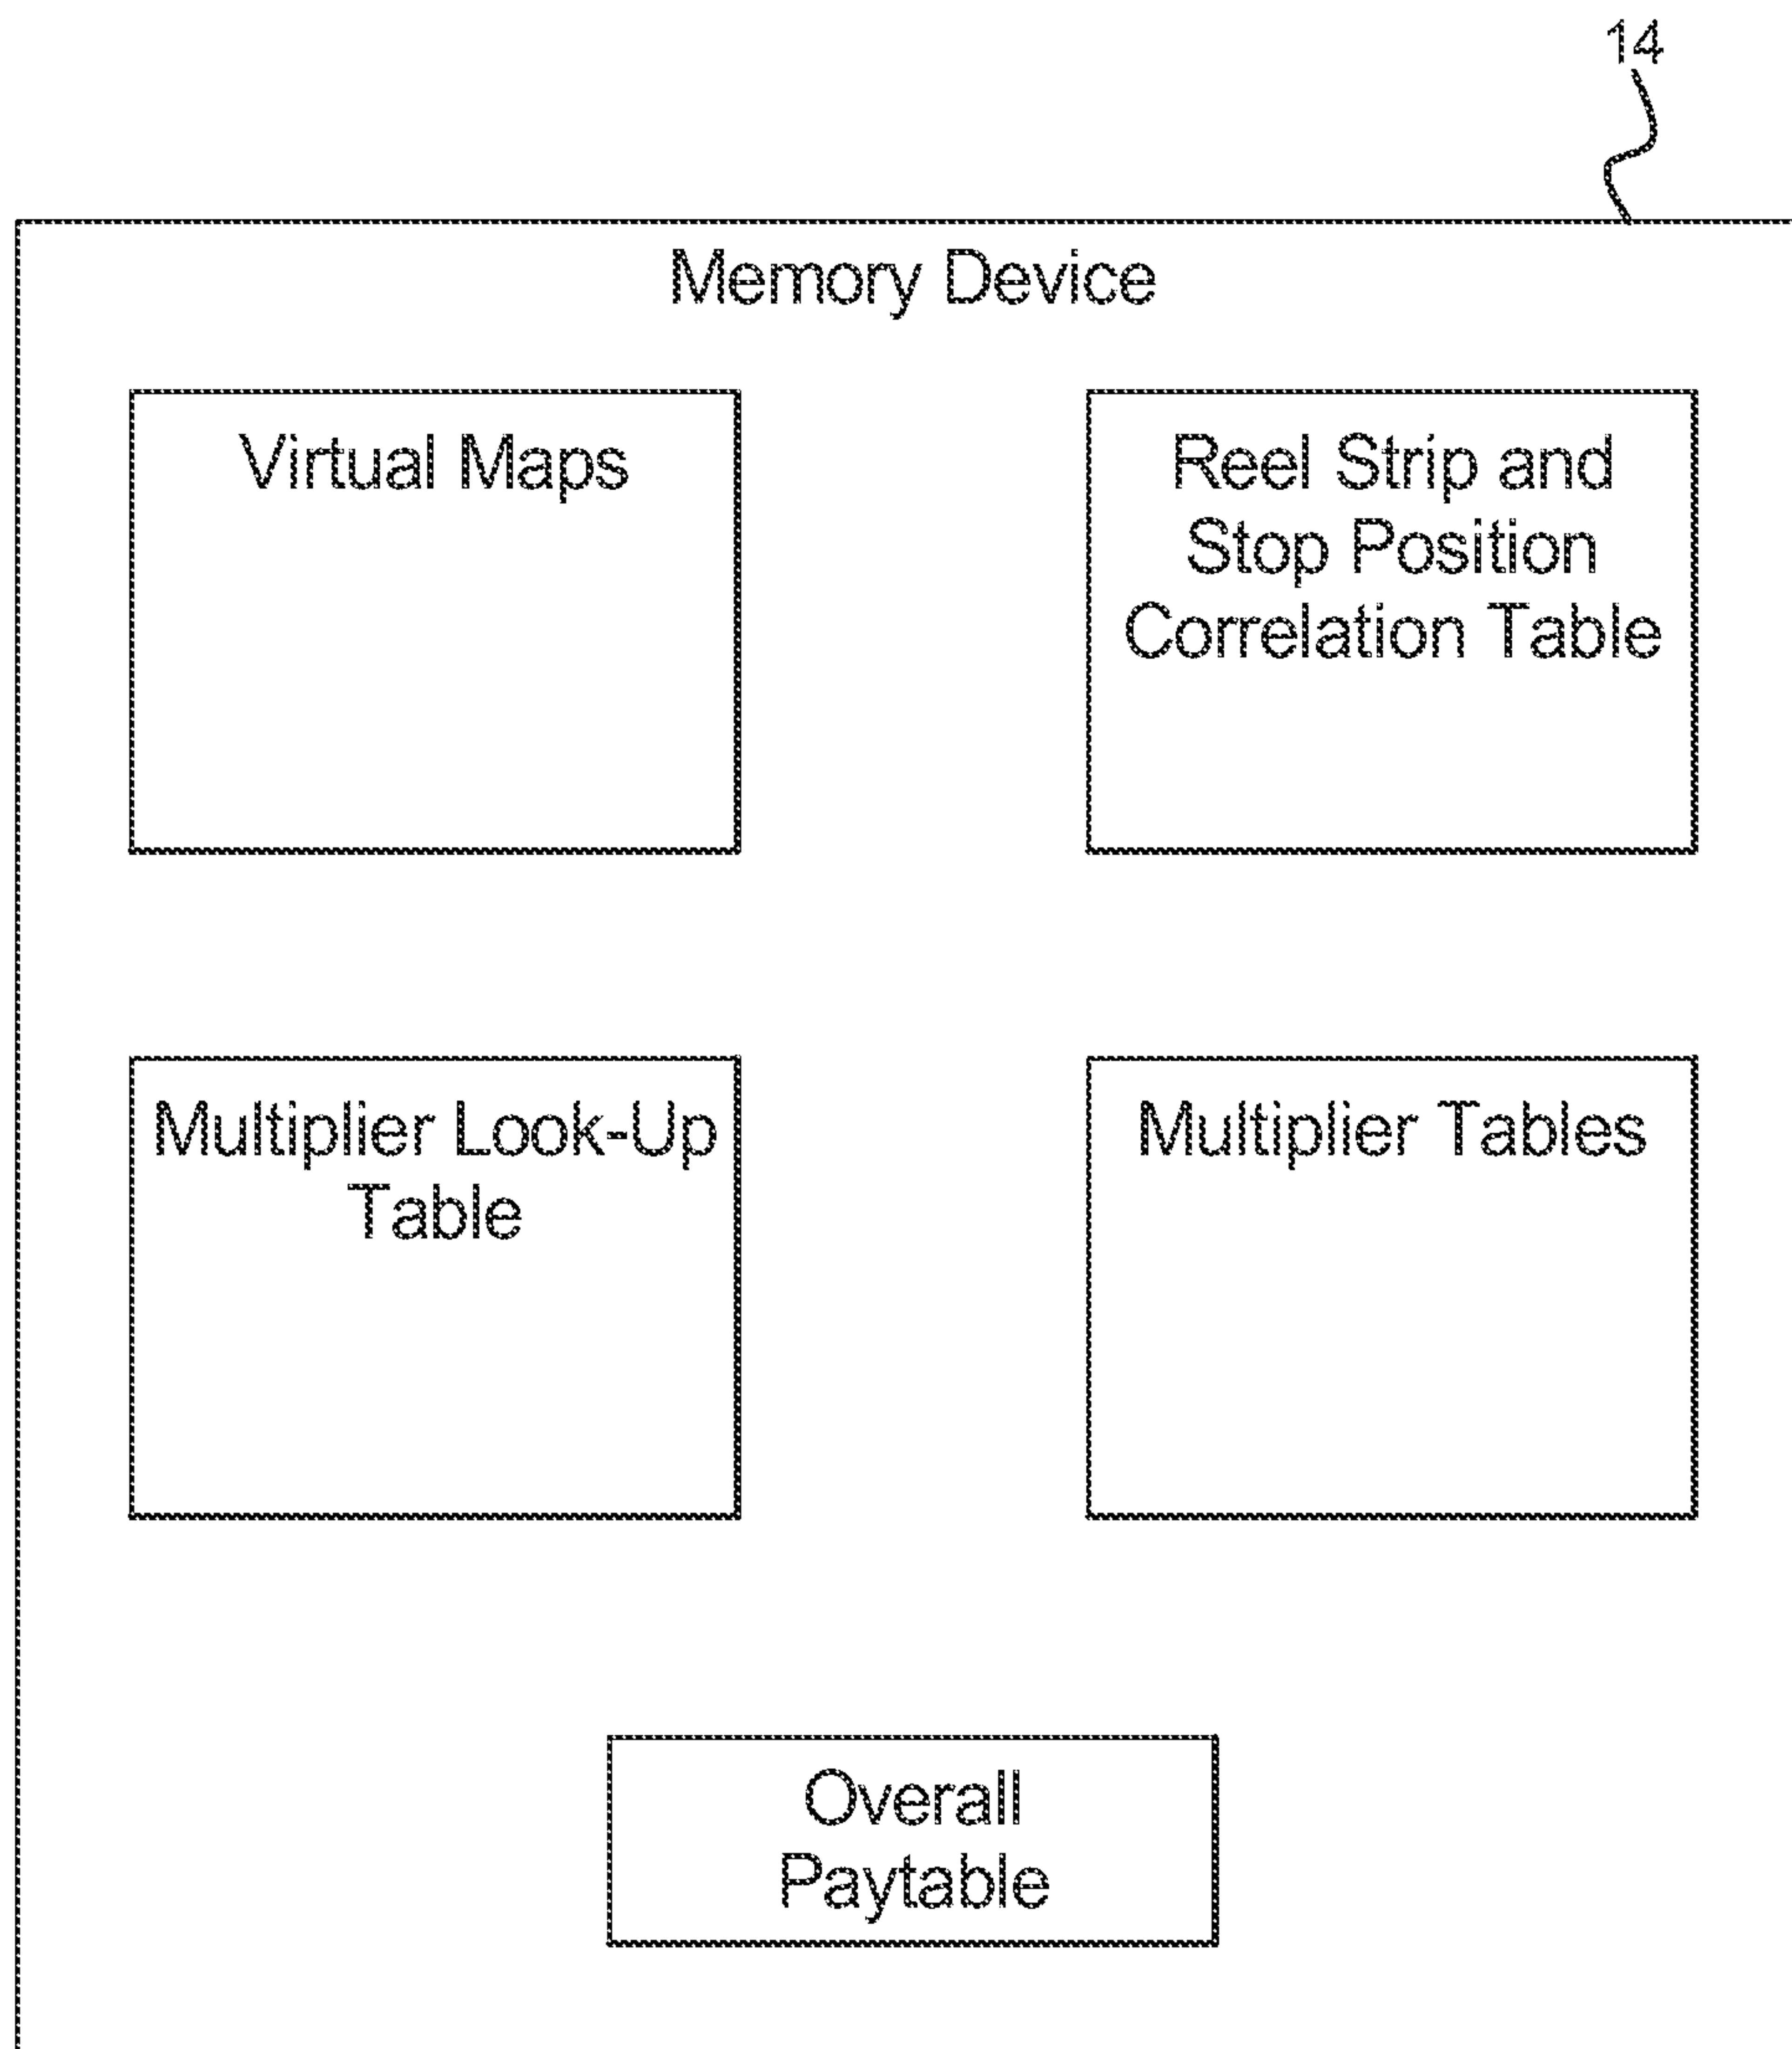 14
Memory Device
Virtual Maps
Reel Strip and
Stop Position
Correlation Table
Multiplier Look-Up
Table
Multiplier Tables
Overall
Paytable